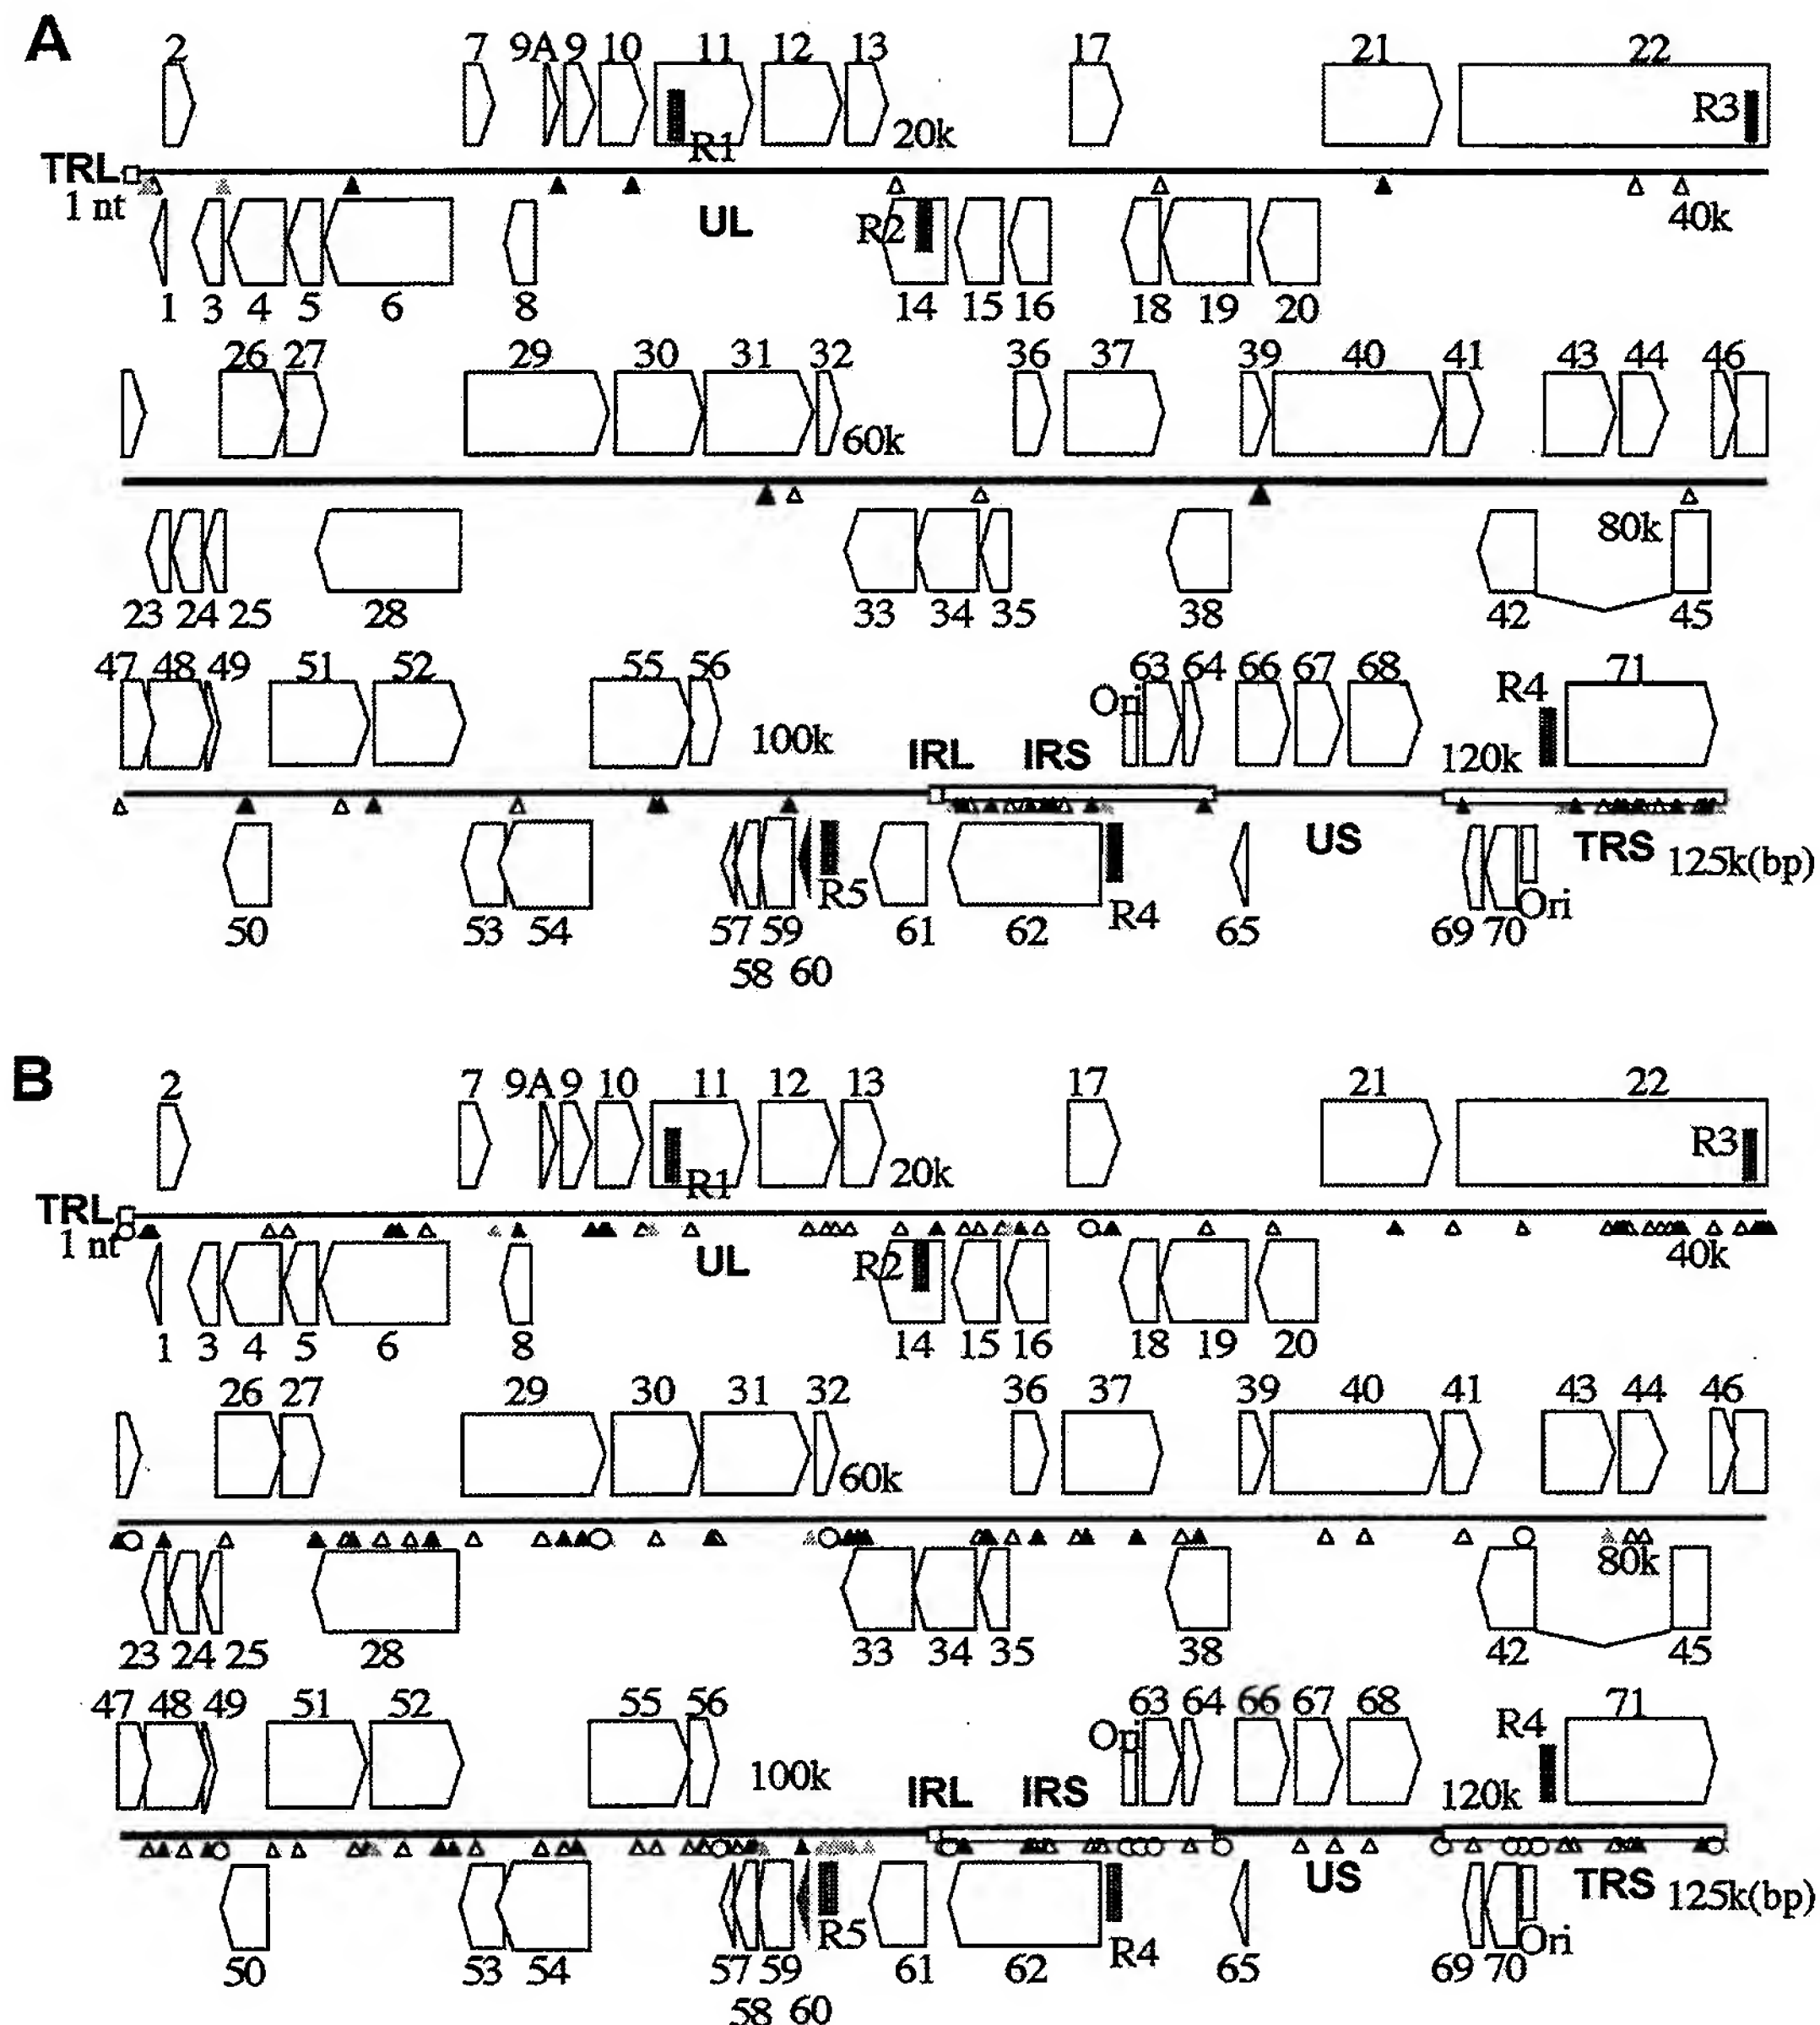 A
2 7 9A 9 10 11 12 13 17 21 22
R3
R1 20k
TRL
1 nt UL R2 40k
1 3 4 5 6 8 14 15 16 18 19 20
26 27 29 30 31 32 36 37 39 40 41 43 44 46
60k
80k
23 24 25 28 33 34 35 38 42 45
47 48 49 51 52 55 56 63 64 66 67 68 71
Ori R4
100k IRL IRS 120k
US TRS 125k(bp)
R5 R4 Ori
50 53 54 57 59 61 62 65 69 70
58 60
B
2 7 9A 9 10 11 12 13 17 21 22
R3
R1 20k
TRL
1 nt UL R2 40k
1 3 4 5 6 8 14 15 16 18 19 20
26 27 29 30 31 32 36 37 39 40 41 43 44 46
60k
80k
23 24 25 28 33 34 35 38 42 45
47 48 49 51 52 55 56 63 64 66 67 68 71
Ori R4
100k IRL IRS 120k
US TRS 125k(bp)
R5 R4 Ori
50 53 54 57 59 61 62 65 69 70
58 60